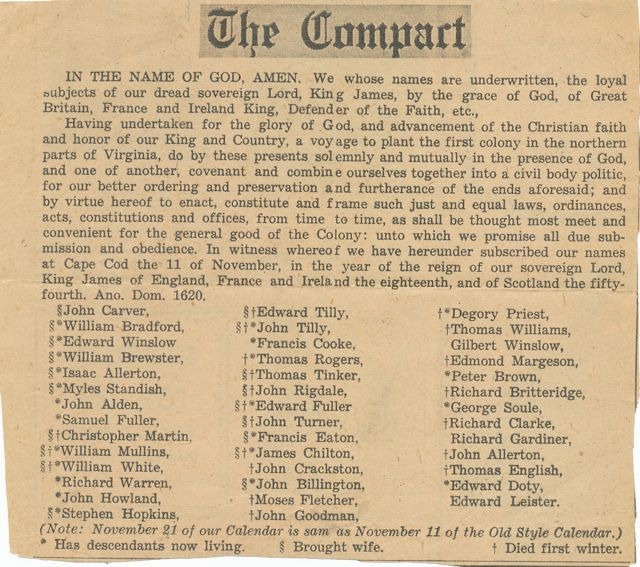 The Compact
IN THE NAME OF GOD, AMEN. We whose names are underwritten, the loyal
subjects of our dread sovereign Lord, King James, by the grace of God, of Great
Britain, France and Ireland King, Defender of the Faith, etc.,
Having undertaken for the glory of God, and advancement of the Christian faith
and honor of our King and Country, a voyage to plant the first colony in the northern
parts of Virginia, do by these presents solemnly and mutually in the presence of God,
and one of another, covenant and combine ourselves together into a civil body politic,
for our better ordering and preservation and furtherance of the ends aforesaid; and
by virtue hereof to enact, constitute and frame such just and equal laws, ordinances,
acts, constitutions and offices, from time to time, as shall be thought most meet and
convenient for the general good of the Colony: unto which we promise all due sub-
mission and obedience. In witness whereof we have hereunder subscribed our names
at Cape Cod the 11 of November, in the year of the reign of our sovereign Lord,
King James of England, France and Ireland the eighteenth, and of Scotland the fifty-
fourth. Ano. Dom. 1620.
§John Carver,
§*William Bradford,
§*Edward Winslow
§*William Brewster,
§*Isaac Allerton,
§*Myles Standish,
*John Alden,
*Samuel Fuller,
§†Christopher Martin,
§†*William Mullins,
§†*William White,
*Richard Warren,
*John Howland,
§*Stephen Hopkins,
§†Edward Tilly,
§†*John Tilly,
*Francis Cooke,
†*Thomas Rogers,
§†Thomas Tinker,
§†John Rigdale,
§†*Edward Fuller
§†John Turner,
§*Francis Eaton,
§†*James Chilton,
†John Crackston,
§*John Billington,
†Moses Fletcher,
†John Goodman,
†*Degory Priest,
†Thomas Williams,
Gilbert Winslow,
†Edmond Margeson,
*Peter Brown,
†Richard Britteridge,
*George Soule,
†Richard Clarke,
Richard Gardiner,
†John Allerton,
†Thomas English,
*Edward Doty,
Edward Leister.
(Note: November 21 of our Calendar is sam as November 11 of the Old Style Calendar.)
* Has descendants now living. § Brought wife. † Died first winter.